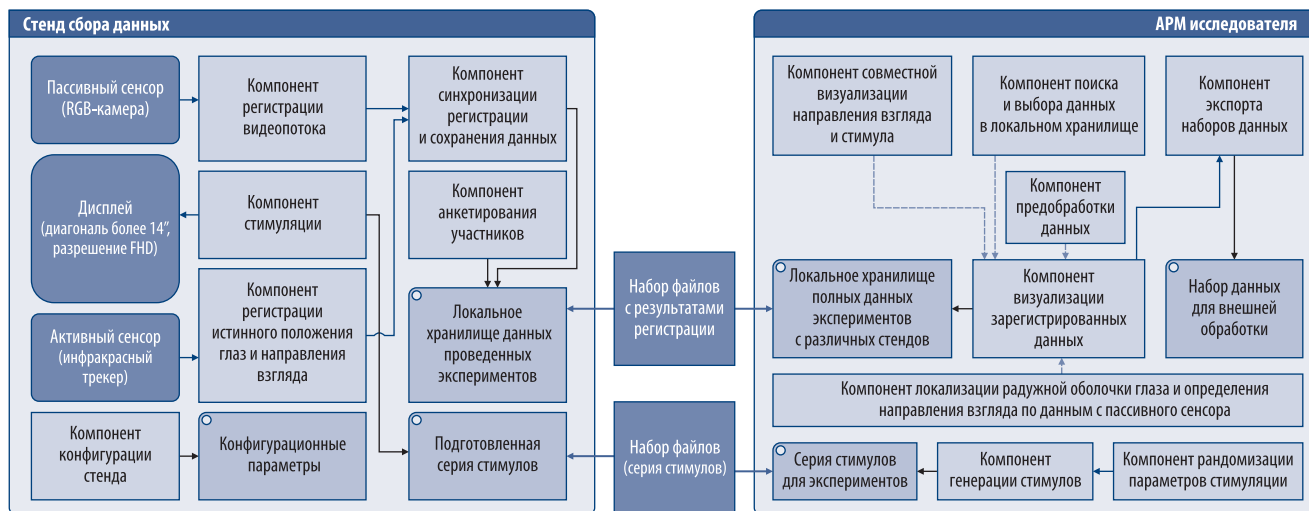 Стенд сбора данных
Пассивный сенсор
(RGB-камера)
Компонент
регистрации
видеопотока
Компонент
синхронизации
регистрации
и сохранения данных
Дисплей
(диагональ более 14”,
разрешение FHD)
Компонент
стимуляции
Компонент
анкетирования
участников
Активный сенсор
(инфракрасный
трекер)
Компонент
регистрации
истинного положения
глаз и направления
взгляда
Локальное
хранилище данных
проведенных
экспериментов
Компонент
конфигурации
стенда
Конфигурационные
параметры
Подготовленная
серия стимулов
Набор файлов
с результатами
регистрации
Набор файлов
(серия стимулов)
АРМ исследователя
Компонент совместной
визуализации
направления взгляда
и стимула
Компонент поиска
и выбора данных
в локальном хранилище
Компонент
экспорта
наборов данных
Компонент
предобработки
данных
Локальное хранилище
полных данных
экспериментов
с различных стендов
Компонент
визуализации
зарегистрированных
данных
Набор данных
для внешней
обработки
Компонент локализации радужной оболочки глаза и определения
направления взгляда по данным с пассивного сенсора
Серия стимулов
для экспериментов
Компонент
генерации стимулов
Компонент рандомизации
параметров стимуляции